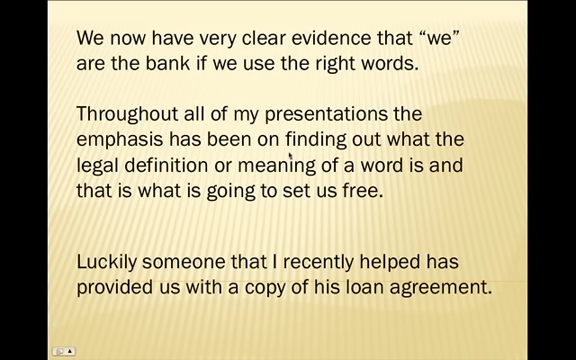 We now have very clear evidence that “we”
are the bank if we use the right words.
Throughout all of my presentations the
emphasis has been on finding out what the
legal definition or meaning of a word is and
that is what is going to set us free.
Luckily someone that I recently helped has
provided us with a copy of his loan agreement.